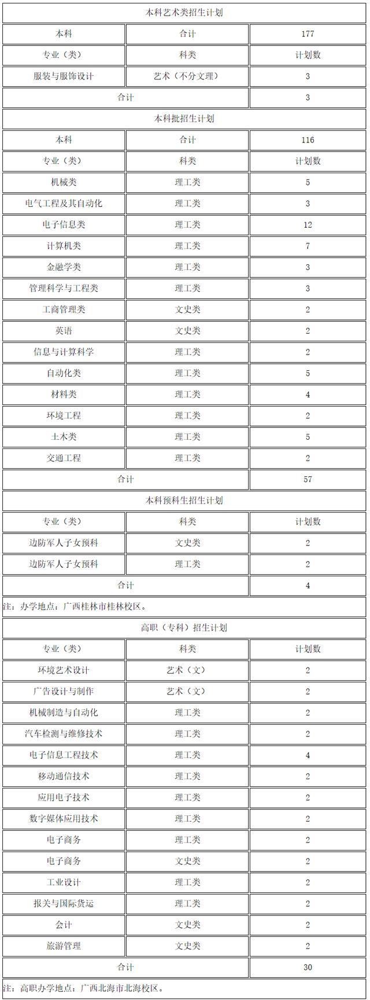 本科艺术类招生计划
本科 合计 177
专业（类） 科类 计划数
服装与服饰设计 艺术（不分文理） 3
合计 3
本科批招生计划
本科 合计 116
专业（类） 科类 计划数
机械类 理工类 5
电气工程及其自动化 理工类 3
电子信息类 理工类 12
计算机类 理工类 7
金融学类 理工类 3
管理科学与工程类 理工类 3
工商管理类 文史类 2
英语 文史类 2
信息与计算科学 理工类 2
自动化类 理工类 5
材料类 理工类 4
环境工程 理工类 2
土木类 理工类 5
交通工程 理工类 2
合计 57
本科预科生招生计划
专业（类） 科类 计划数
边防军人子女预科 文史类 2
边防军人子女预科 理工类 2
合计 4
注：办学地点：广西桂林市桂林校区。
高职（专科）招生计划
专业（类） 科类 计划数
环境艺术设计 艺术（文） 2
广告设计与制作 艺术（文） 2
机械制造与自动化 理工类 2
汽车检测与维修技术 理工类 2
电子信息工程技术 理工类 4
移动通信技术 理工类 2
应用电子技术 理工类 2
数字媒体应用技术 理工类 2
电子商务 理工类 2
电子商务 文史类 2
工业设计 理工类 2
报关与国际货运 理工类 2
会计 文史类 2
旅游管理 文史类 2
合计 30
注：高职办学地点：广西北海市北海校区。